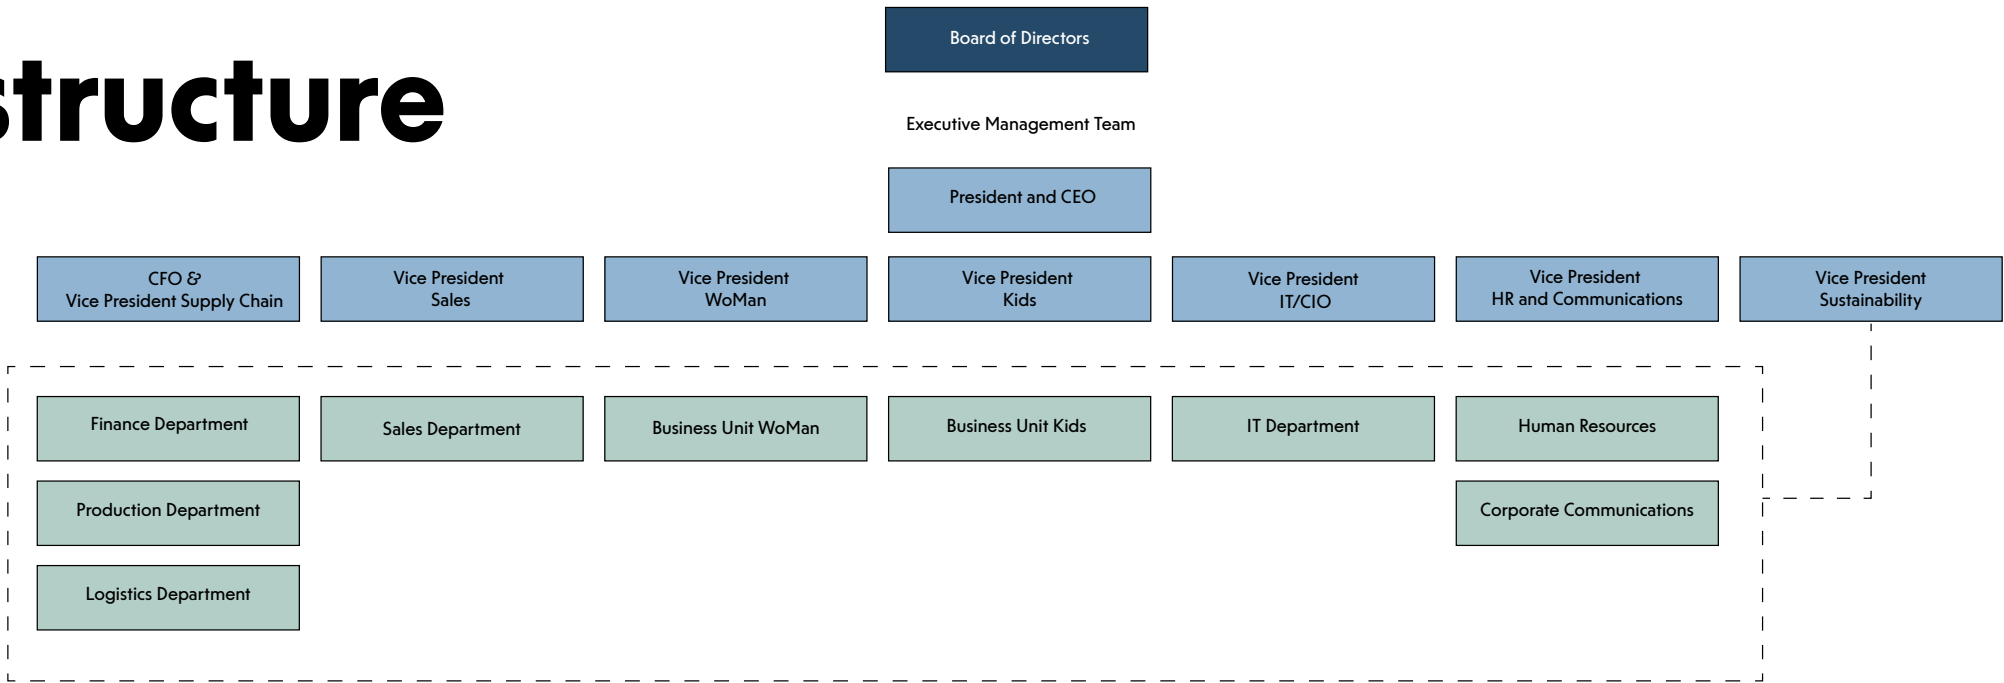 structure
Board of Directors
Executive Management Team
President and CEO
CFO &
Vice President Supply Chain
Vice President
Sales
Vice President
WoMan
Vice President
Kids
Vice President
IT/CIO
Vice President
HR and Communications
Vice President
Sustainability
Finance Department
Sales Department
Business Unit WoMan
Business Unit Kids
IT Department
Human Resources
Production Department
Corporate Communications
Logistics Department